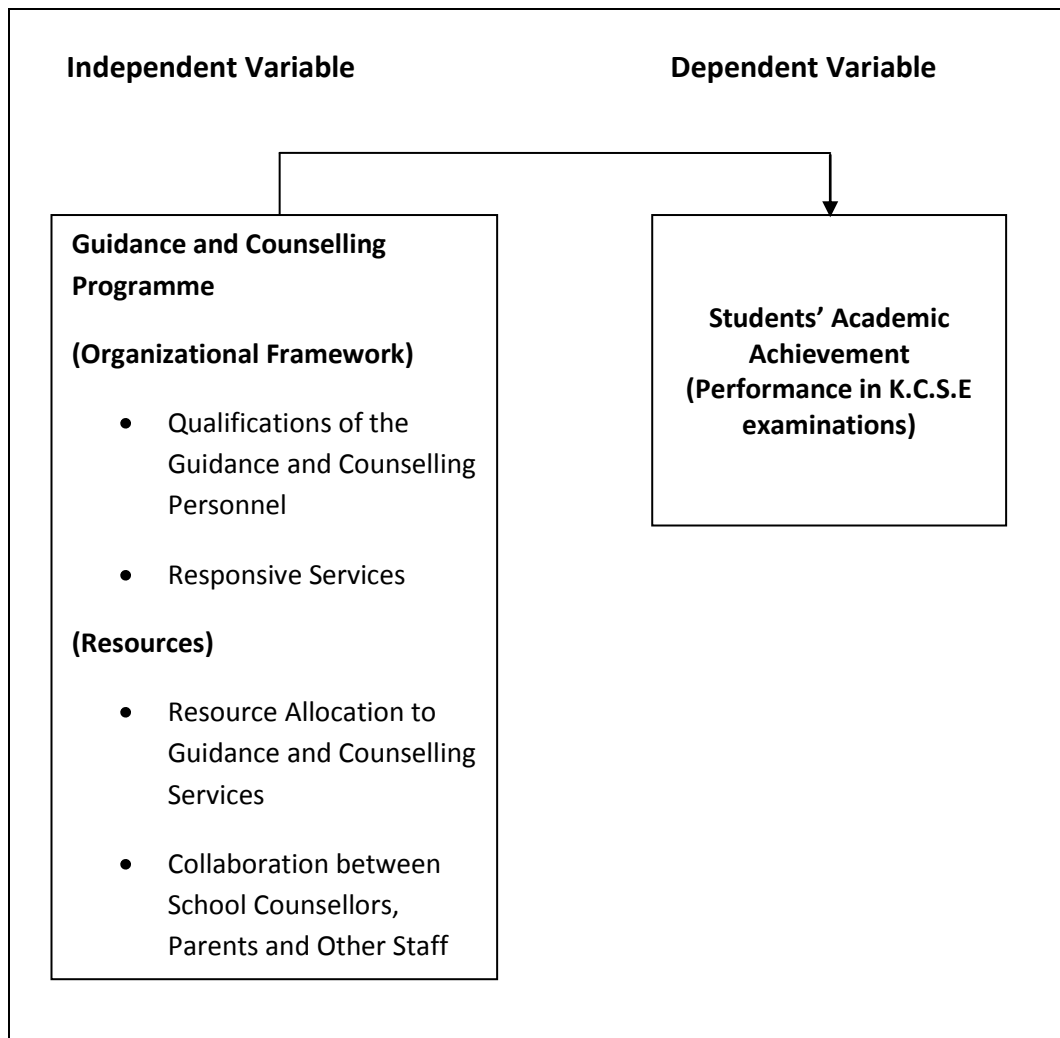 Independent Variable
Dependent Variable
Guidance and Counselling
Programme
(Organizational Framework)
• Qualifications of the
Guidance and Counselling
Personnel
• Responsive Services
(Resources)
• Resource Allocation to
Guidance and Counselling
Services
• Collaboration between
School Counsellors,
Parents and Other Staff
Students’ Academic
Achievement
(Performance in K.C.S.E
examinations)